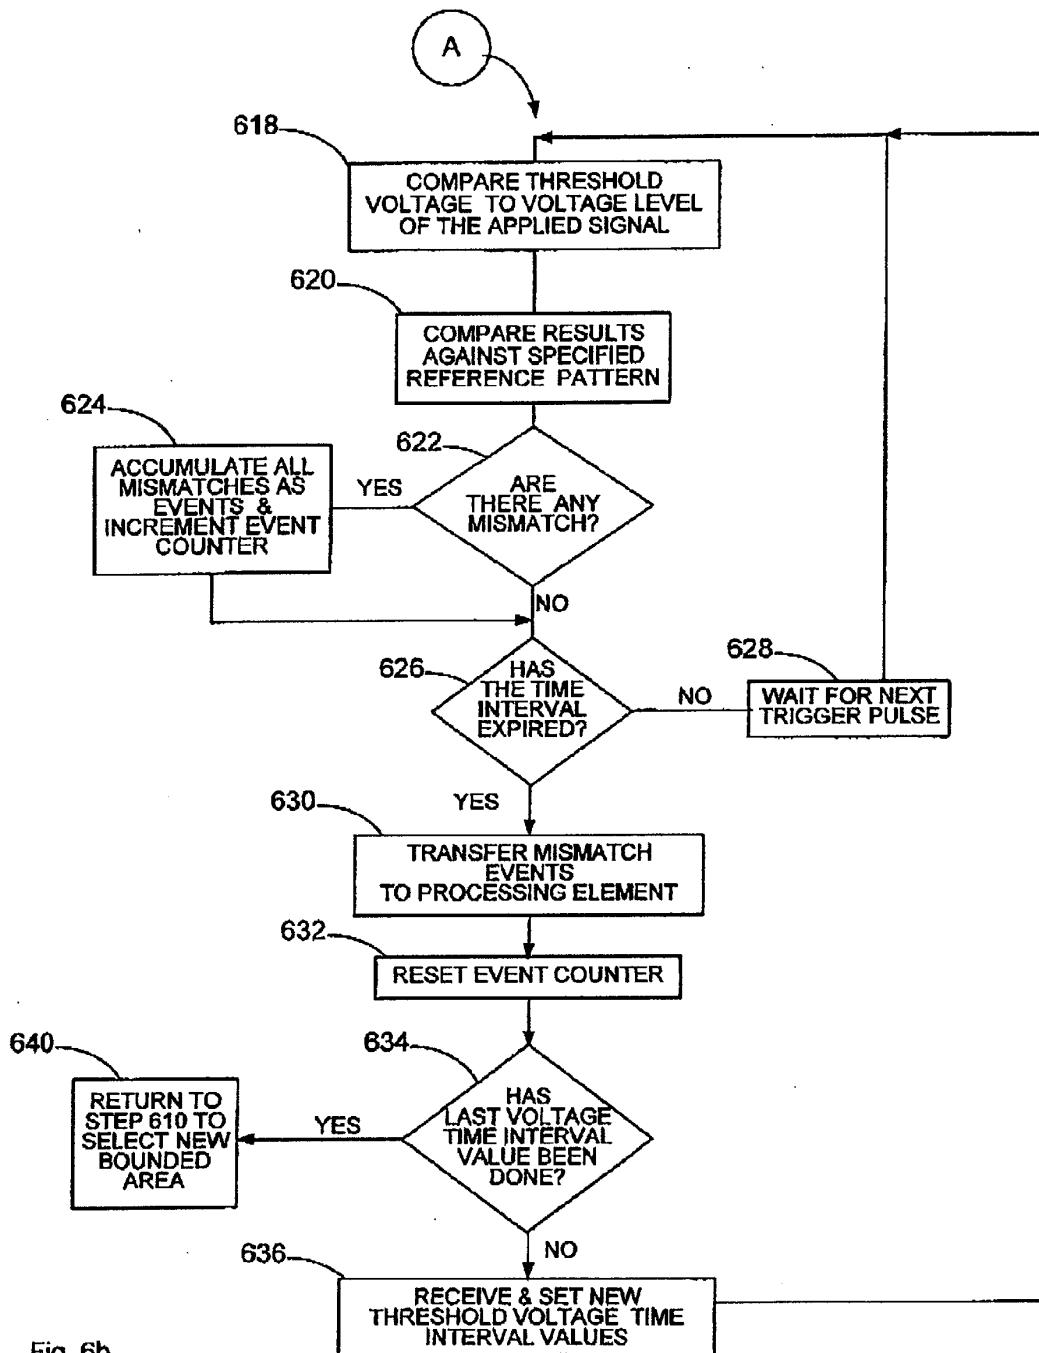 A
618
COMPARE THRESHOLD
VOLTAGE TO VOLTAGE LEVEL
OF THE APPLIED SIGNAL
620
COMPARE RESULTS
AGAINST SPECIFIED
REFERENCE PATTERN
624
ACCUMULATE ALL
MISMATCHES AS
EVENTS &
INCREMENT EVENT
COUNTER
YES
622
ARE
THERE ANY
MISMATCH?
NO
626
HAS
THE TIME
INTERVAL
EXPIRED?
NO
628
WAIT FOR NEXT
TRIGGER PULSE
YES
630
TRANSFER MISMATCH
EVENTS
TO PROCESSING ELEMENT
632
RESET EVENT COUNTER
640
RETURN TO
STEP 610 TO
SELECT NEW
BOUNDED
AREA
YES
634
HAS
LAST VOLTAGE
TIME INTERVAL
VALUE BEEN
DONE?
NO
636
RECEIVE & SET NEW
THRESHOLD VOLTAGE TIME
INTERVAL VALUES
Fig. 6b